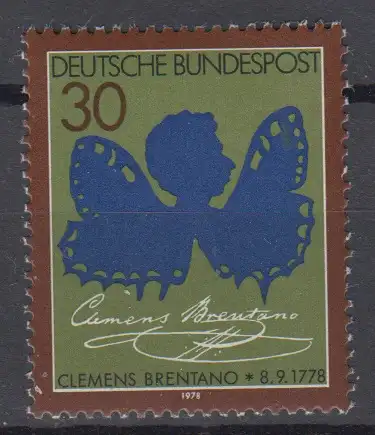 DEUTSCHE BUNDESPOST
30
Clemens Brentano
CLEMENS BRENTANO * 8.9.1778
1978